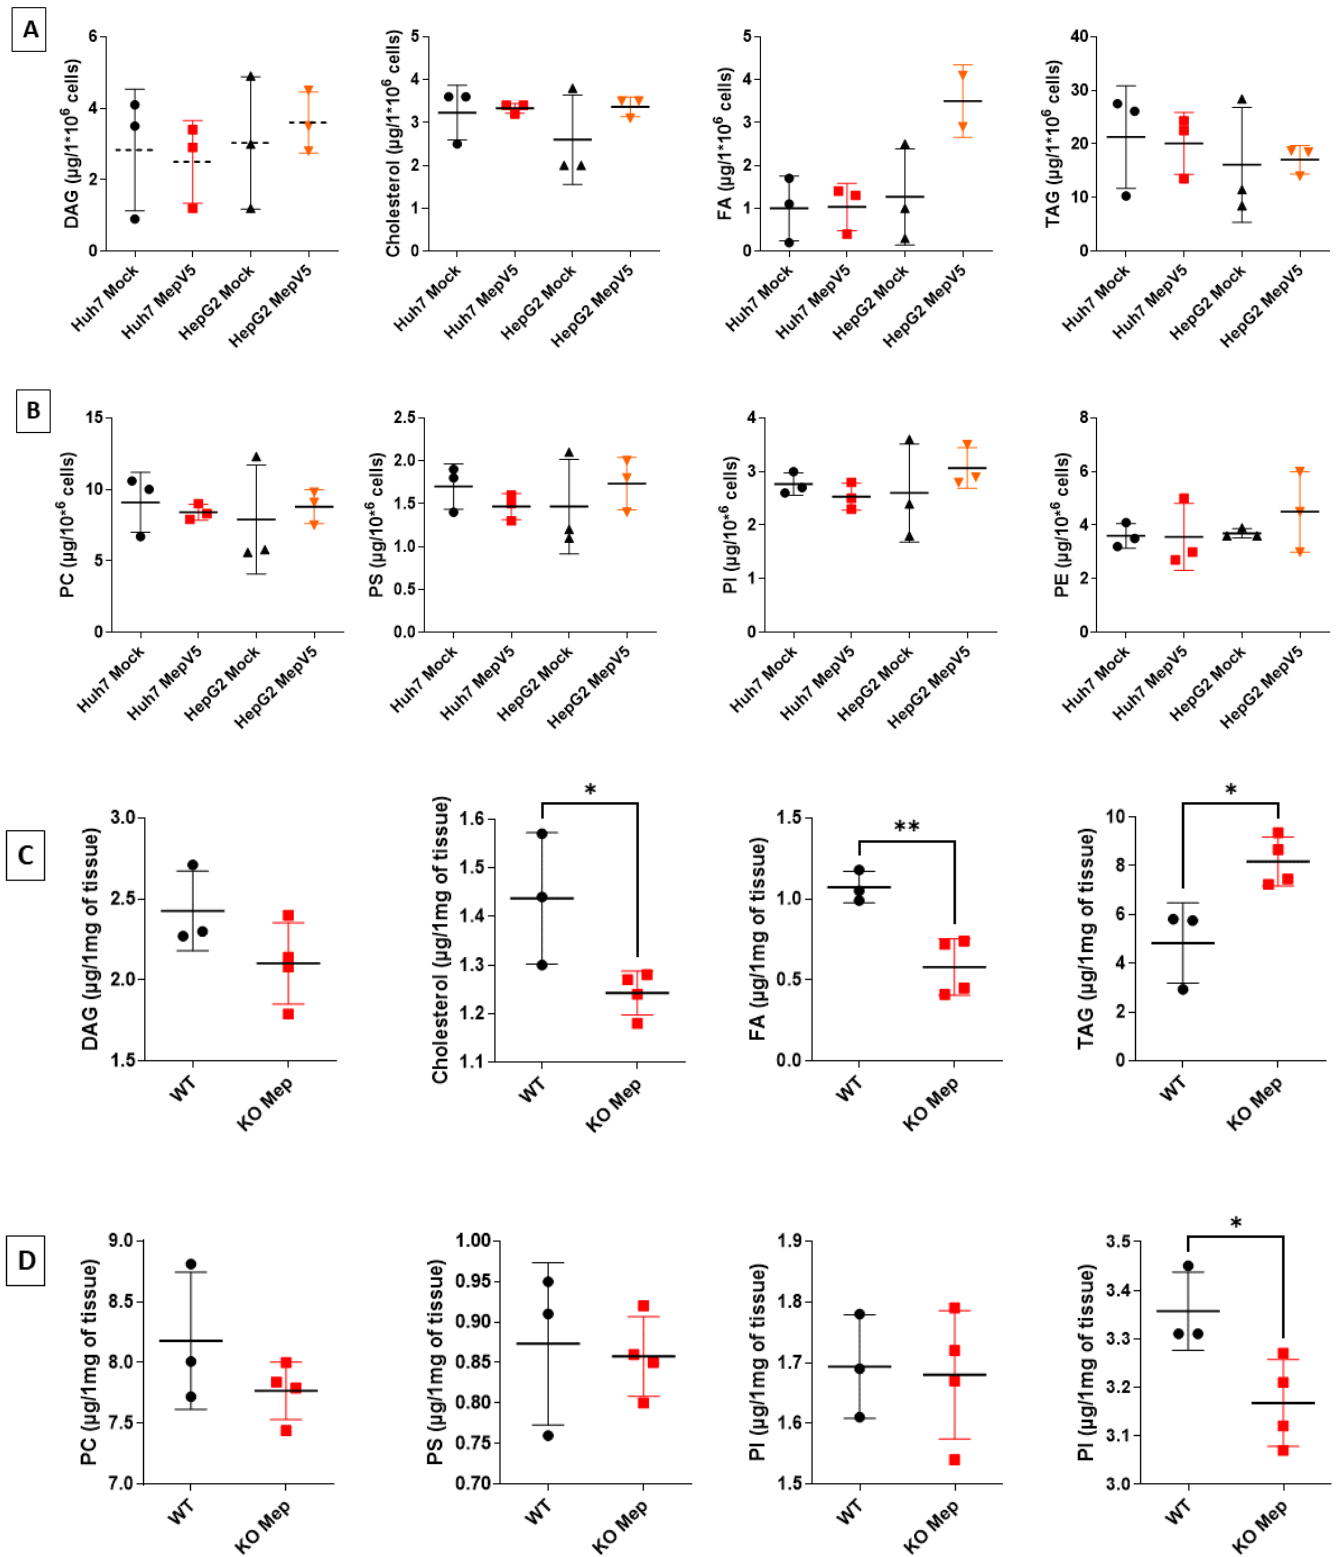 A
DAG (µg/1*10⁶ cells)
6
4
2
0
Huh7 Mock
Huh7 MepV5
HepG2 Mock
HepG2 MepV5
Cholesterol (µg/1*10⁶ cells)
5
4
3
2
1
0
Huh7 Mock
Huh7 MepV5
HepG2 Mock
HepG2 MepV5
FA (µg/1*10⁶ cells)
5
4
3
2
1
0
Huh7 Mock
Huh7 MepV5
HepG2 Mock
HepG2 MepV5
TAG (µg/1*10⁶ cells)
40
30
20
10
0
Huh7 Mock
Huh7 MepV5
HepG2 Mock
HepG2 MepV5
B
PC (µg/10*⁶ cells)
15
10
5
0
Huh7 Mock
Huh7 MepV5
HepG2 Mock
HepG2 MepV5
PS (µg/10*⁶ cells)
2.5
2.0
1.5
1.0
0.5
0.0
Huh7 Mock
Huh7 MepV5
HepG2 Mock
HepG2 MepV5
PI (µg/10*⁶ cells)
4
3
2
1
0
Huh7 Mock
Huh7 MepV5
HepG2 Mock
HepG2 MepV5
PE (µg/10*⁶ cells)
8
6
4
2
0
Huh7 Mock
Huh7 MepV5
HepG2 Mock
HepG2 MepV5
C
DAG (µg/1mg of tissue)
3.0
2.5
2.0
1.5
WT
KO Mep
Cholesterol (µg/1mg of tissue)
*
1.6
1.5
1.4
1.3
1.2
1.1
WT
KO Mep
FA (µg/1mg of tissue)
**
1.5
1.0
0.5
0.0
WT
KO Mep
TAG (µg/1mg of tissue)
*
10
8
6
4
2
0
WT
KO Mep
D
PC (µg/1mg of tissue)
9.0
8.5
8.0
7.5
7.0
WT
KO Mep
PS (µg/1mg of tissue)
1.00
0.95
0.90
0.85
0.80
0.75
0.70
WT
KO Mep
PI (µg/1mg of tissue)
1.9
1.8
1.7
1.6
1.5
WT
KO Mep
PI (µg/1mg of tissue)
*
3.5
3.4
3.3
3.2
3.1
3.0
WT
KO Mep